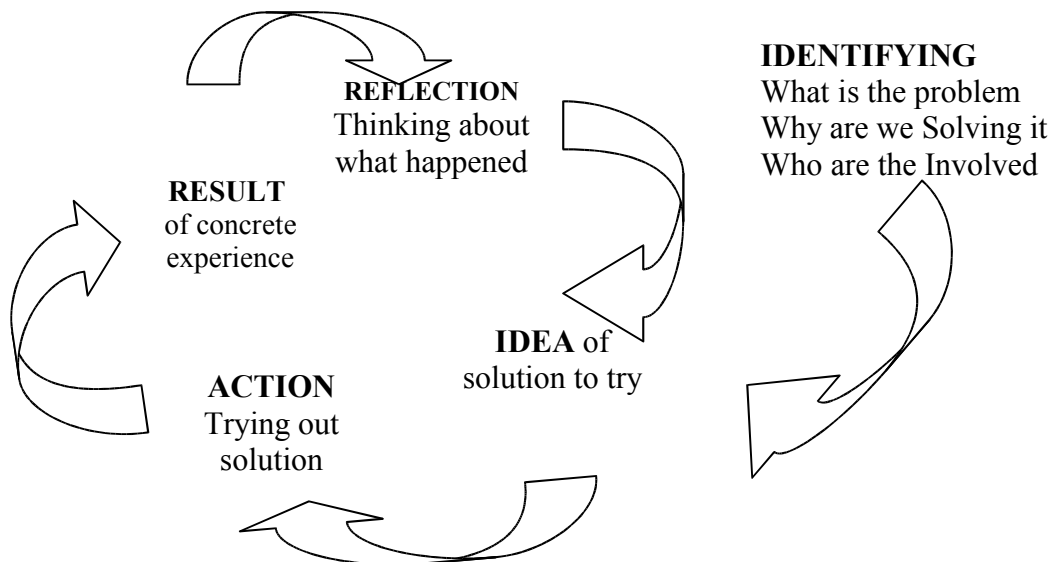 IDENTIFYING
What is the problem
Why are we Solving it
Who are the Involved
REFLECTION
Thinking about
what happened
RESULT
of concrete
experience
IDEA of
solution to try
ACTION
Trying out
solution